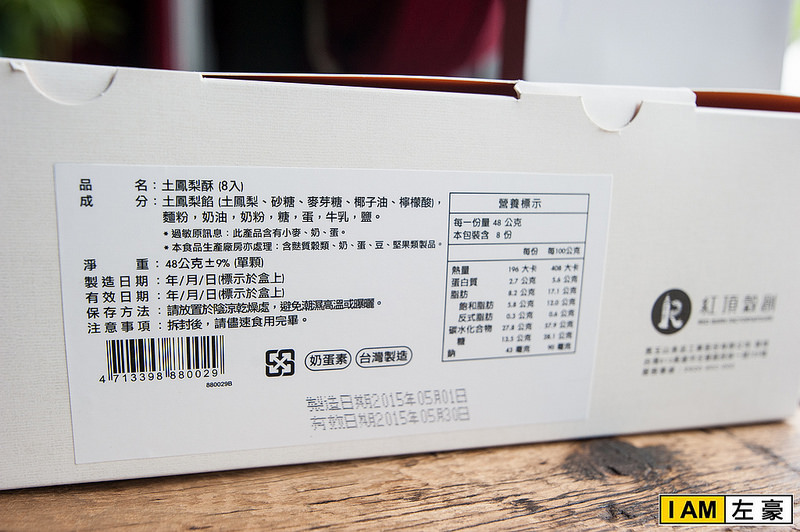 品 名：土鳳梨酥 (8入)
成 分：土鳳梨餡 (土鳳梨、砂糖、麥芽糖、椰子油、檸檬酸)，
麵粉，奶油，奶粉，糖，蛋，牛乳，鹽。
*過敏原訊息：此產品含有小麥、奶、蛋。
*本食品生產廠房亦處理：含麩質穀類、奶、蛋、豆、堅果類製品。
淨 重：48公克±9% (單顆)
製造日期：年/月/日(標示於盒上)
有效日期：年/月/日(標示於盒上)
保存方法：請放置於陰涼乾燥處，避免潮濕高溫或曝曬。
注意事項：拆封後，請儘速食用完畢。
4 713398 880029
880029B
奶蛋素
台灣製造
製造日期2015年05月01日
有效日期2015年05月30日
營養標示
每一份量 48 公克
本包裝含 8 份
每份 每100公克
熱量 196 大卡 408 大卡
蛋白質 2.7 公克 5.6 公克
脂肪 8.2 公克 17.1 公克
飽和脂肪 5.8 公克 12.0 公克
反式脂肪 0.3 公克 0.6 公克
碳水化合物 27.8 公克 57.9 公克
糖 13.5 公克 28.1 公克
鈉 43 毫克 90 毫克
紅頂穀創
I AM 左豪